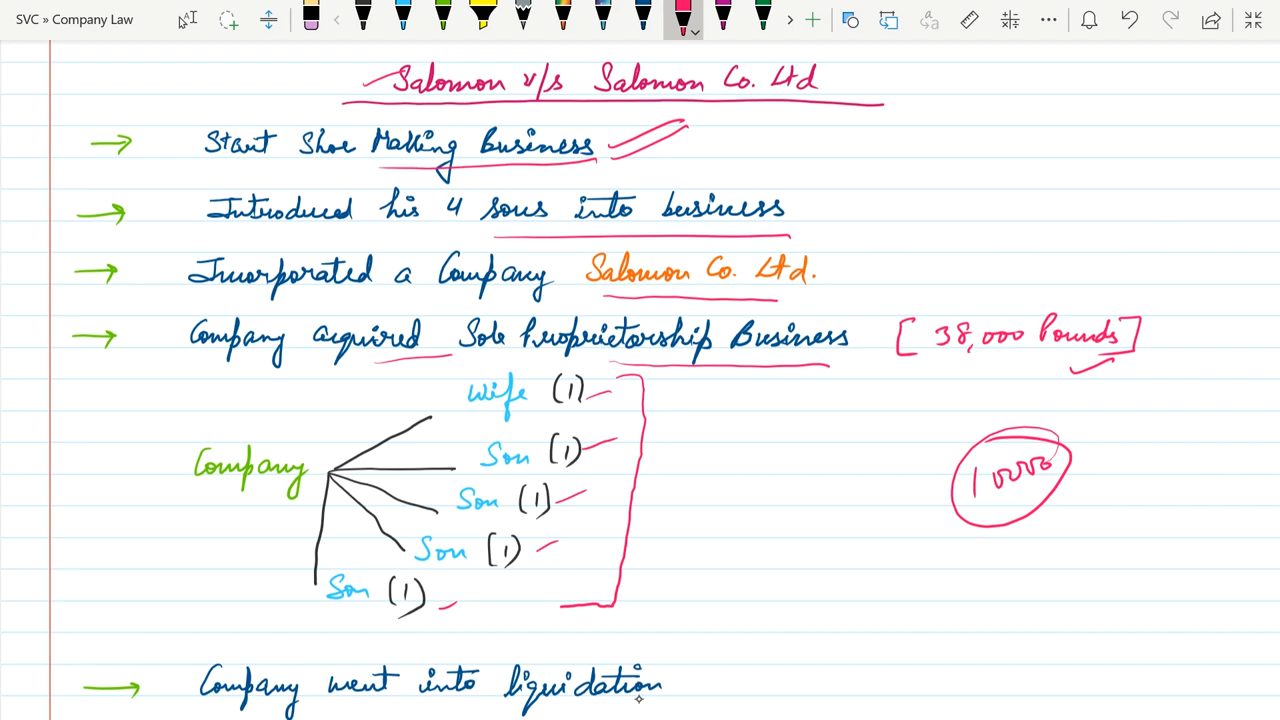 SVC » Company Law
Salomon v/s Salomon Co. Ltd
Start Shoe Making Business
Introduced his 4 sons into business
Incorporated a Company Salomon Co. Ltd.
Company acquired Sole Proprietorship Business [38,000 Pounds]
Wife (1)
Son (1)
Company
Son (1)
Son (1)
Son (1)
Company went into liquidation